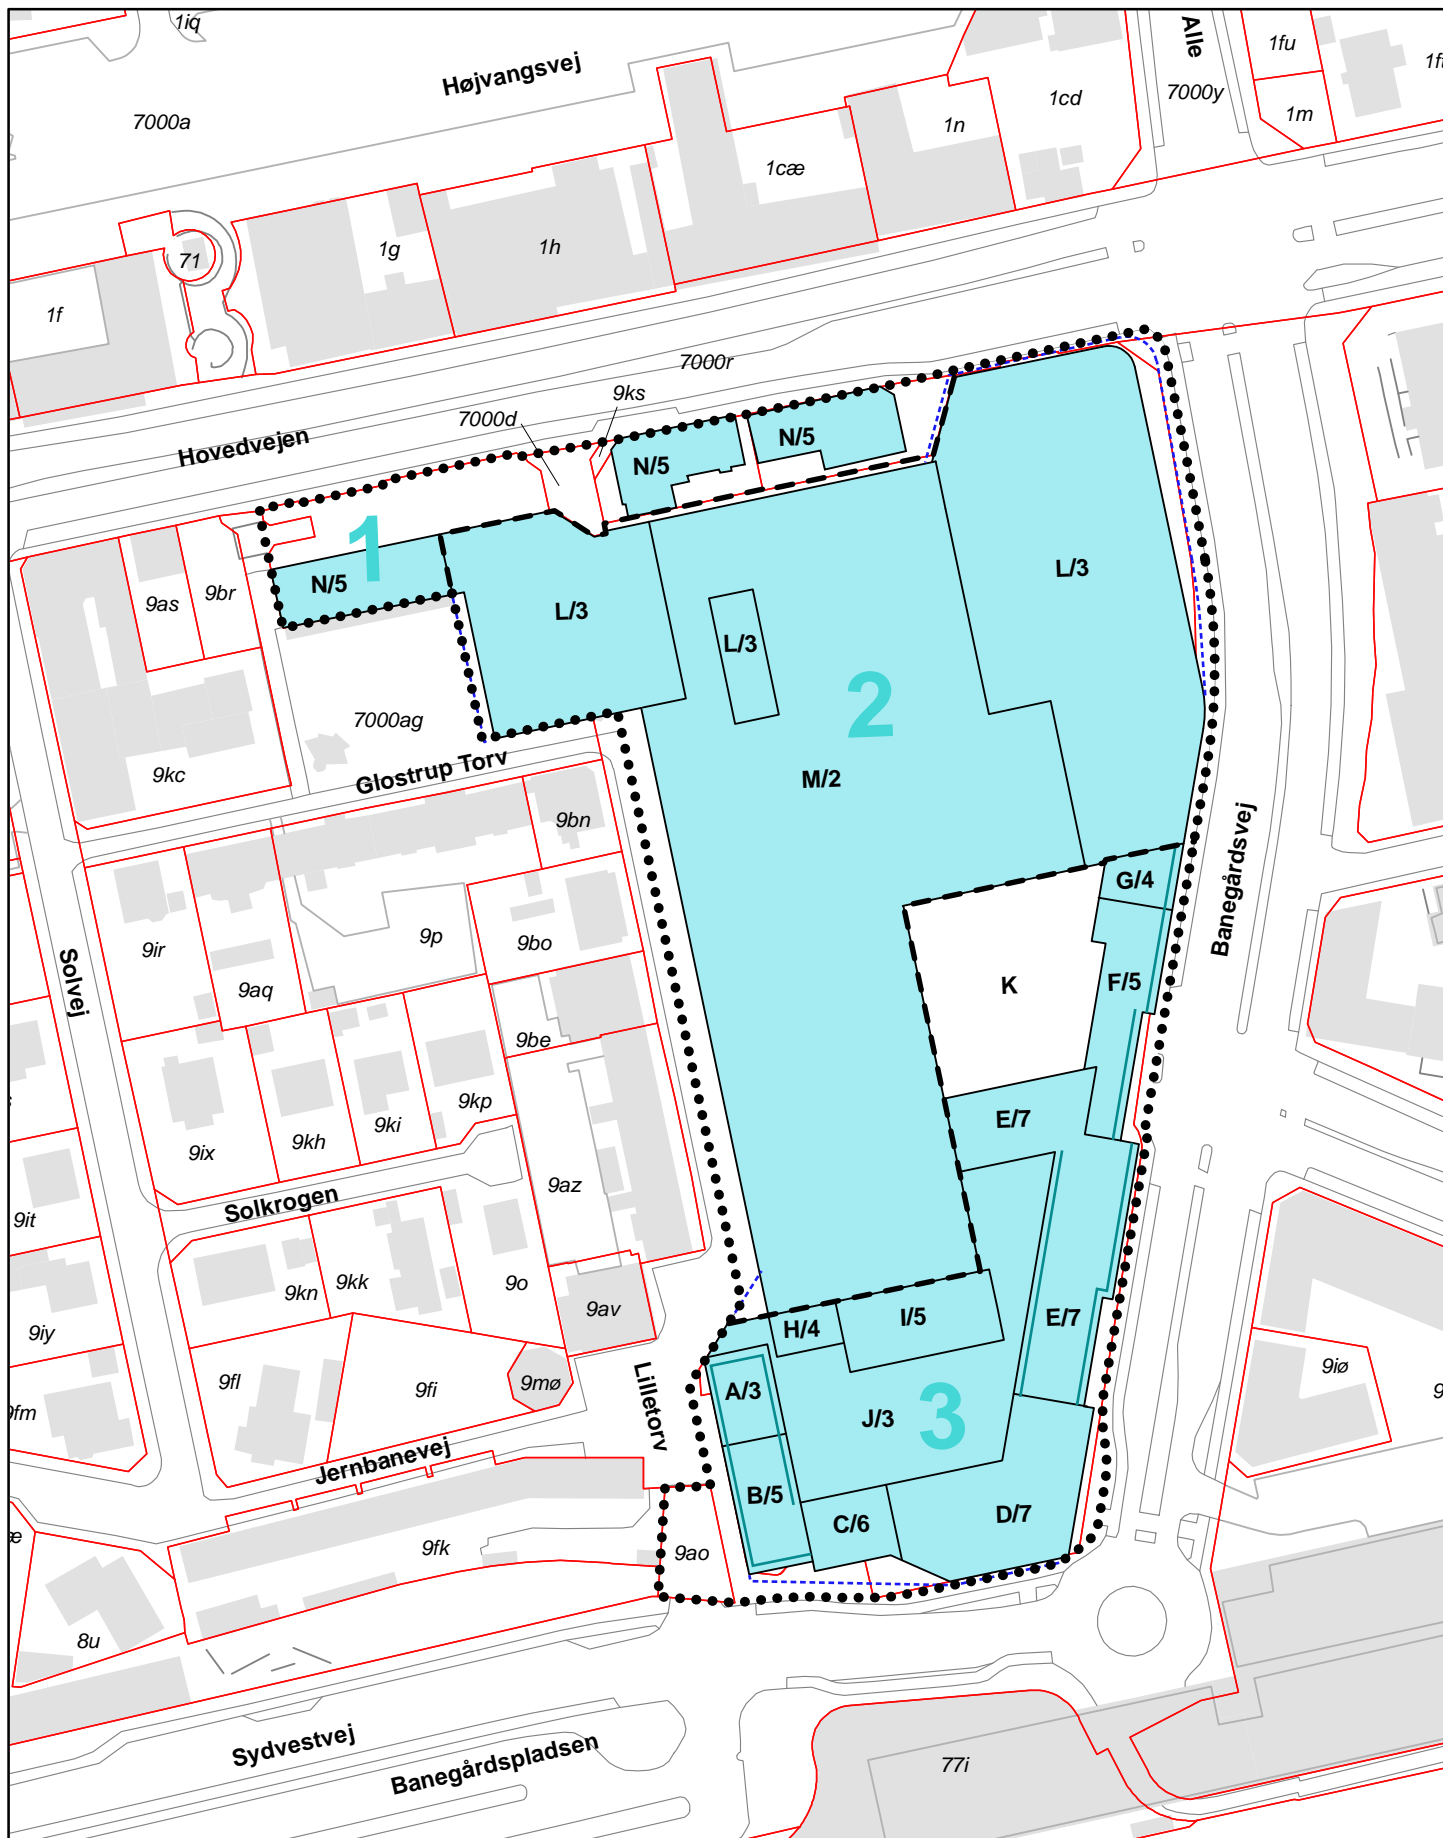 1iq
Højvangsvej
Alle
1fu
7000a
1cd
7000y
1n
1m
1cæ
1g
1h
71
1f
7000r
9ks
7000d
Hovedvejen
N/5
N/5
1
N/5
9as
9br
L/3
L/3
L/3
2
7000ag
Glostrup Torv
9kc
M/2
9bn
Banegårdsvej
G/4
9ir
9aq
9p
9bo
Solvej
K
F/5
9be
9ix
9kh
9ki
9kp
E/7
9az
Solkrogen
9it
9kn
9kk
9o
9av
9iy
H/4
I/5
E/7
9fl
9fi
9mø
Lilletorv
A/3
J/3
3
9iø
9fm
Jernbanevej
B/5
C/6
D/7
9fk
9ao
8u
Sydvestvej
Banegårdspladsen
77i